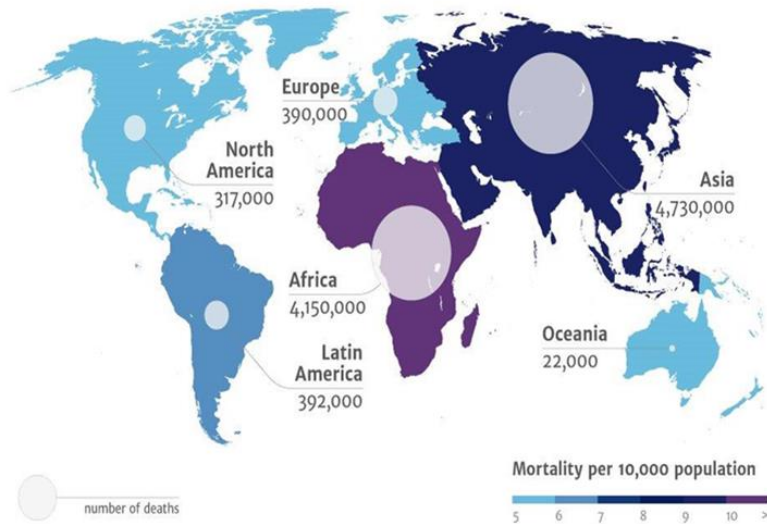 Europe
390,000
North
America
317,000
Asia
4,730,000
Africa
4,150,000
Oceania
22,000
Latin
America
392,000
Mortality per 10,000 population
number of deaths
5 6 7 8 9 10 >